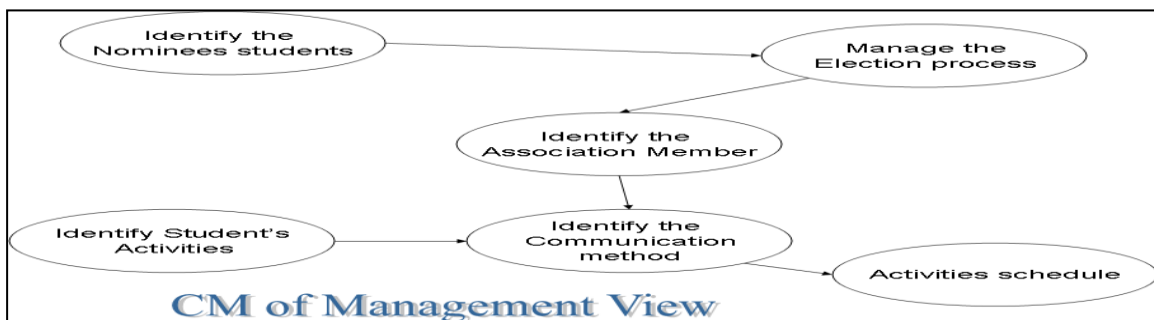 Identify the
Nominees students
Manage the
Election process
Identify the
Association Member
Identify Student's
Activities
Identify the
Communication
method
Activities schedule
CM of Management View